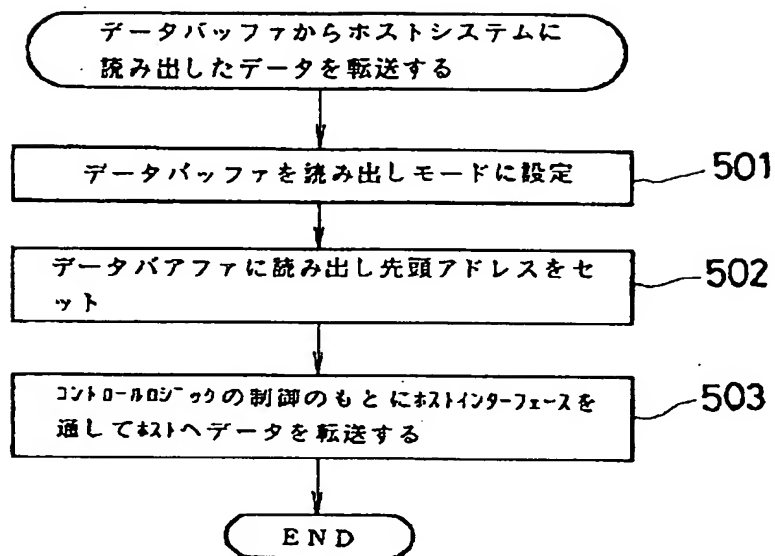 データバッファからホストシステムに
読み出したデータを転送する
データバッファを読み出しモードに設定
501
データバアファに読み出し先頭アドレスをセ
ット
502
ｺﾝﾄﾛｰﾙﾛｼﾞｯｸの制御のもとにﾎｽﾄｲﾝﾀｰﾌｪｰｽを
通してﾎｽﾄへデータを転送する
503
END